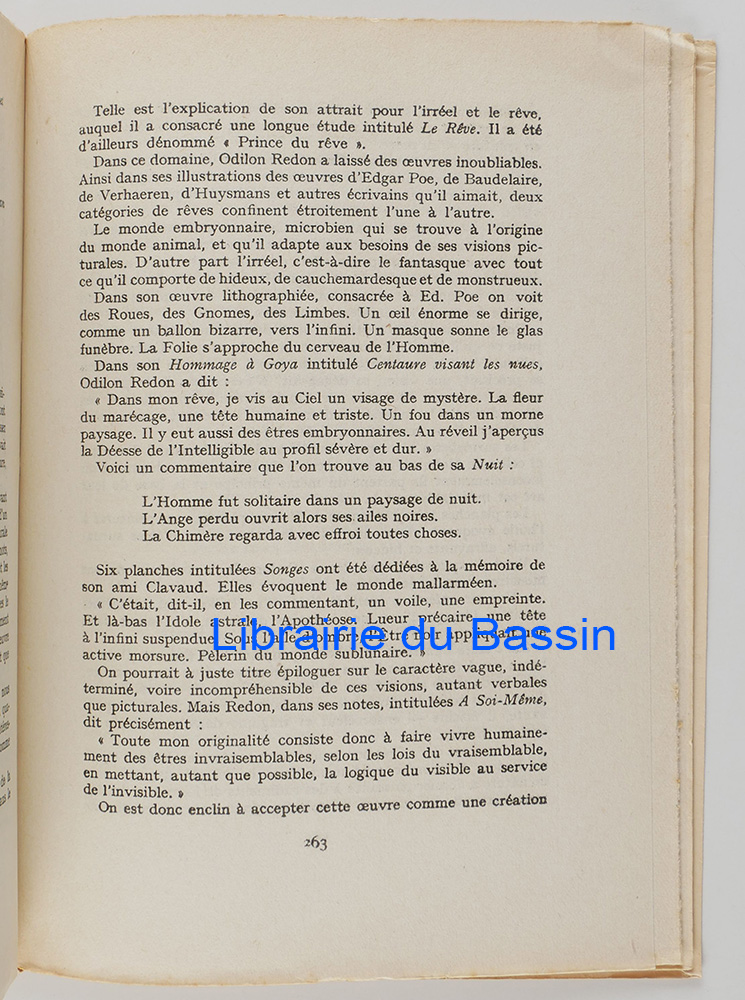 Telle est l'explication de son attrait pour l'irréel et le rêve,
auquel il a consacré une longue étude intitulé Le Rêve. Il a été
d'ailleurs dénommé « Prince du rêve ».
Dans ce domaine, Odilon Redon a laissé des œuvres inoubliables.
Ainsi dans ses illustrations des œuvres d'Edgar Poe, de Baudelaire,
de Verhaeren, d'Huysmans et autres écrivains qu'il aimait, deux
catégories de rêves confinent étroitement l'une à l'autre.
Le monde embryonnaire, microbien qui se trouve à l'origine
du monde animal, et qu'il adapte aux besoins de ses visions pic-
turales. D'autre part l'irréel, c'est-à-dire le fantasque avec tout
ce qu'il comporte de hideux, de cauchemardesque et de monstrueux.
Dans son œuvre lithographiée, consacrée à Ed. Poe on voit
des Roues, des Gnomes, des Limbes. Un œil énorme se dirige,
comme un ballon bizarre, vers l'infini. Un masque sonne le glas
funèbre. La Folie s'approche du cerveau de l'Homme.
Dans son Hommage à Goya intitulé Centaure visant les nues,
Odilon Redon a dit :
« Dans mon rêve, je vis au Ciel un visage de mystère. La fleur
du marécage, une tête humaine et triste. Un fou dans un morne
paysage. Il y eut aussi des êtres embryonnaires. Au réveil j'aperçus
la Déesse de l'Intelligible au profil sévère et dur. »
Voici un commentaire que l'on trouve au bas de sa Nuit :
L'Homme fut solitaire dans un paysage de nuit.
L'Ange perdu ouvrit alors ses ailes noires.
La Chimère regarda avec effroi toutes choses.
Six planches intitulées Songes ont été dédiées à la mémoire de
son ami Clavaud. Elles évoquent le monde mallarméen.
« C'était, dit-il, en les commentant, un voile, une empreinte.
Et là-bas l'Idole astrale, l'Apothéose. Lueur précaire, une tête
à l'infini suspendue. Sous l'aile d'ombre, l'Être noir appliquait une
active morsure. Pèlerin du monde sublunaire. »
Librairie du Bassin
On pourrait à juste titre épiloguer sur le caractère vague, indé-
terminé, voire incompréhensible de ces visions, autant verbales
que picturales. Mais Redon, dans ses notes, intitulées A Soi-Même,
dit précisément :
« Toute mon originalité consiste donc à faire vivre humaine-
ment des êtres invraisemblables, selon les lois du vraisemblable,
en mettant, autant que possible, la logique du visible au service
de l'invisible. »
On est donc enclin à accepter cette œuvre comme une création
263